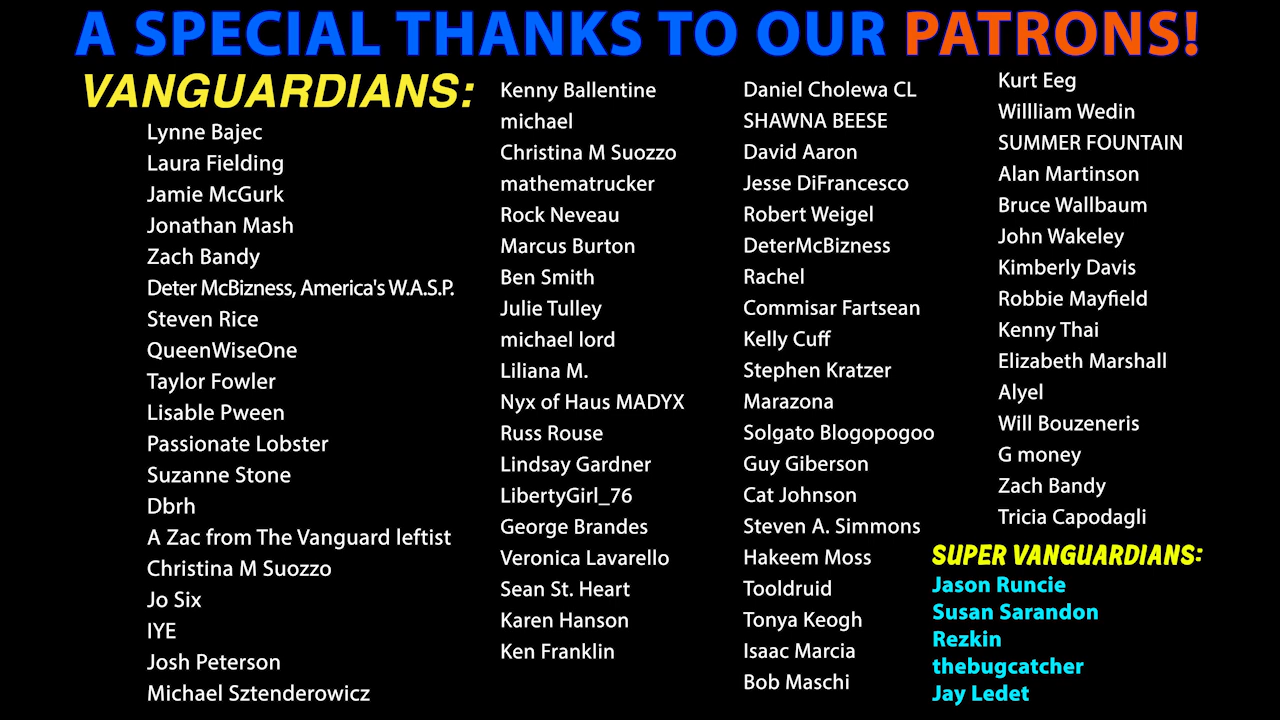 A SPECIAL THANKS TO OUR PATRONS!
VANGUARDIANS:
Lynne Bajec
Laura Fielding
Jamie McGurk
Jonathan Mash
Zach Bandy
Deter McBizness, America's W.A.S.P.
Steven Rice
QueenWiseOne
Taylor Fowler
Lisable Pween
Passionate Lobster
Suzanne Stone
Dbrh
A Zac from The Vanguard leftist
Christina M Suozzo
Jo Six
IYE
Josh Peterson
Michael Sztenderowicz
Kenny Ballentine
michael
Christina M Suozzo
mathematrucker
Rock Neveau
Marcus Burton
Ben Smith
Julie Tulley
michael lord
Liliana M.
Nyx of Haus MADYX
Russ Rouse
Lindsay Gardner
LibertyGirl_76
George Brandes
Veronica Lavarello
Sean St. Heart
Karen Hanson
Ken Franklin
Daniel Cholewa CL
SHAWNA BEESE
David Aaron
Jesse DiFrancesco
Robert Weigel
DeterMcBizness
Rachel
Commisar Fartsean
Kelly Cuff
Stephen Kratzer
Marazona
Solgato Blogopogoo
Guy Giberson
Cat Johnson
Steven A. Simmons
Hakeem Moss
Tooldruid
Tonya Keogh
Isaac Marcia
Bob Maschi
Kurt Eeg
Willliam Wedin
SUMMER FOUNTAIN
Alan Martinson
Bruce Wallbaum
John Wakeley
Kimberly Davis
Robbie Mayfield
Kenny Thai
Elizabeth Marshall
Alyel
Will Bouzeneris
G money
Zach Bandy
Tricia Capodagli
SUPER VANGUARDIANS:
Jason Runcie
Susan Sarandon
Rezkin
thebugcatcher
Jay Ledet